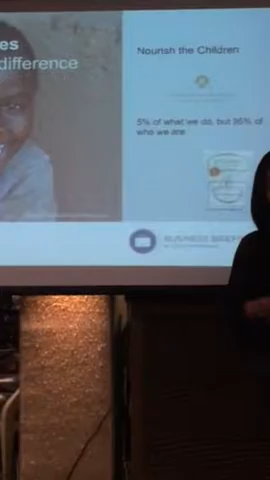 es
difference
Nourish the Children
5% of what we do, but 95% of
who we are
BUSINESS BRIEF